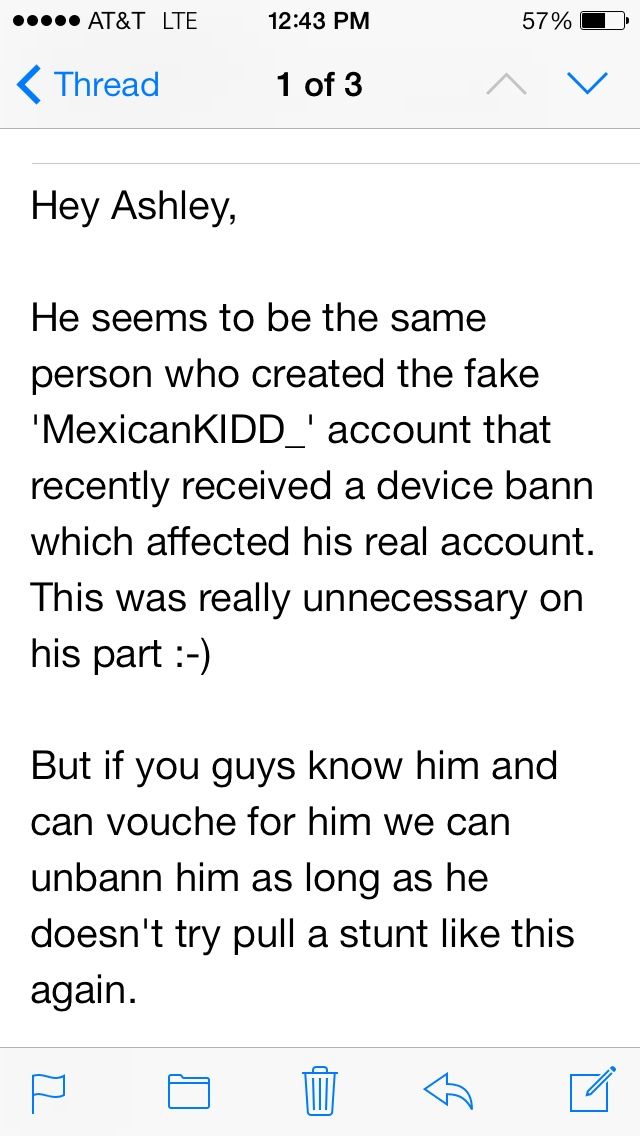 AT&T LTE 12:43 PM 57%
Thread 1 of 3
Hey Ashley,
He seems to be the same
person who created the fake
'MexicanKIDD_' account that
recently received a device bann
which affected his real account.
This was really unnecessary on
his part :-)
But if you guys know him and
can vouche for him we can
unbann him as long as he
doesn't try pull a stunt like this
again.